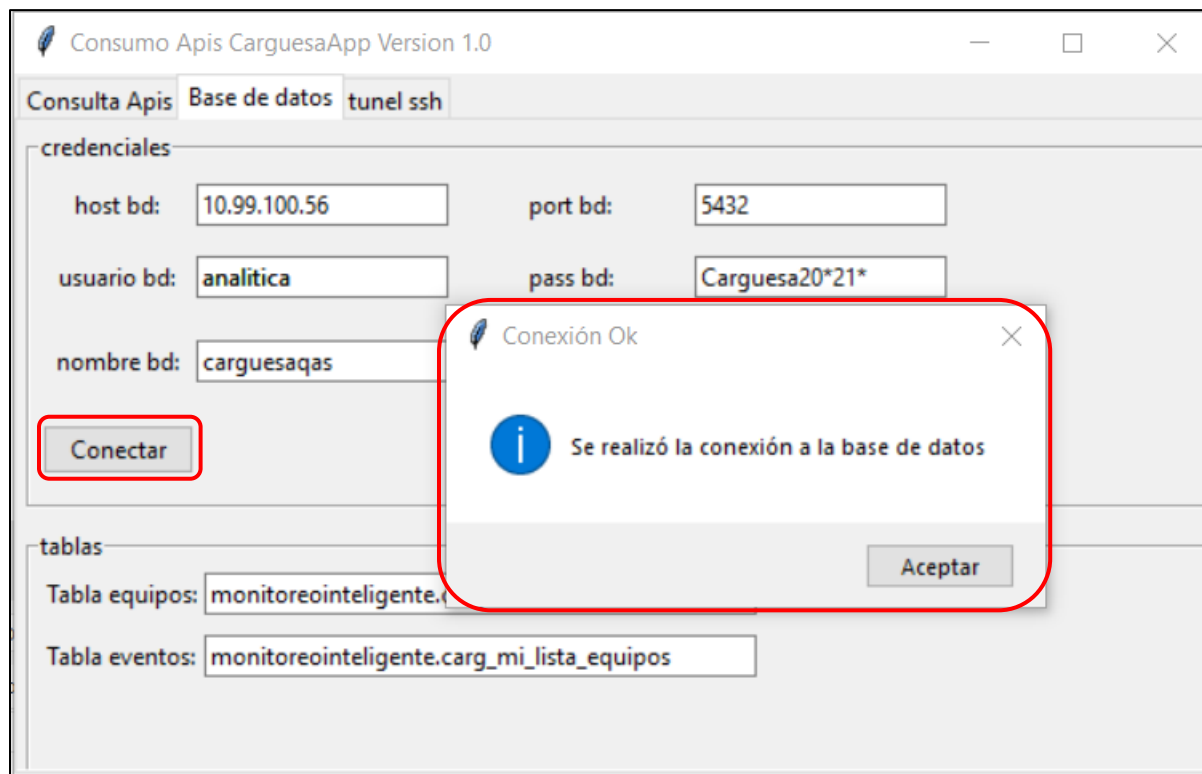 Consumo Apis CarguesaApp Version 1.0
Consulta Apis Base de datos tunel ssh
credenciales
host bd: 10.99.100.56 port bd: 5432
usuario bd: analitica pass bd: Carguesa20*21*
nombre bd: carguesaqas
Conexión Ok
Se realizó la conexión a la base de datos
Aceptar
Conectar
tablas
Tabla equipos: monitoreointeligente.
Tabla eventos: monitoreointeligente.carg_mi_lista_equipos